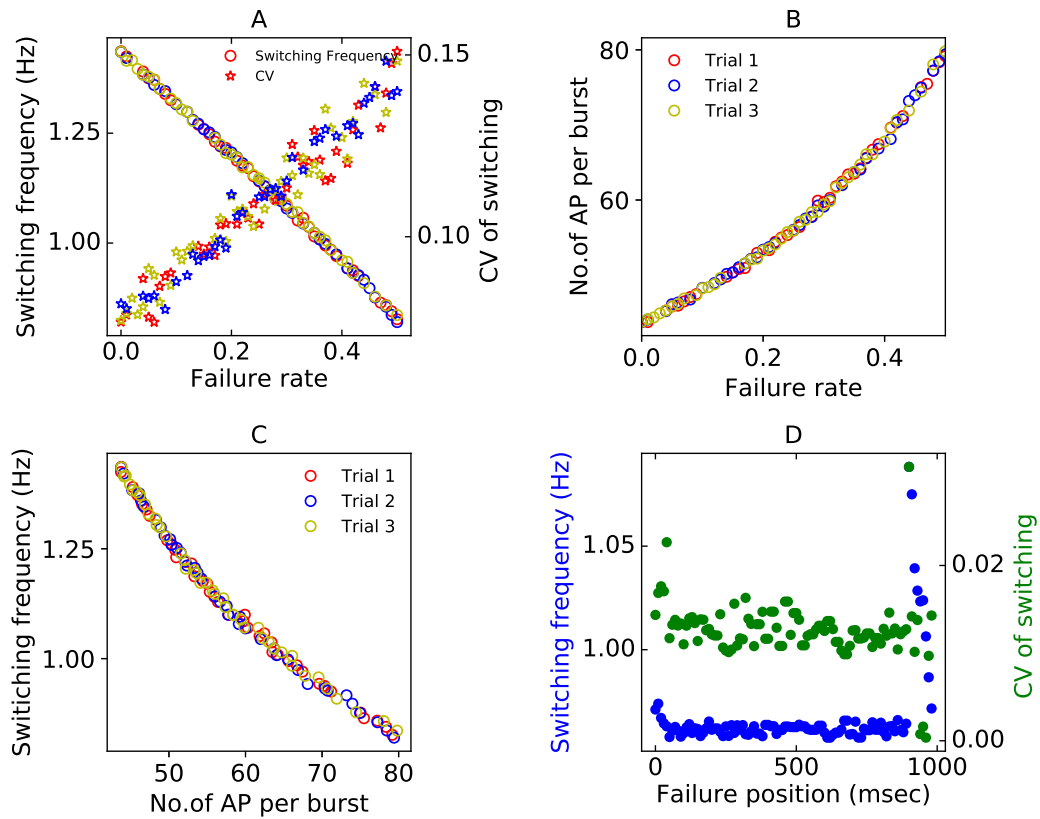 A
Switching frequency (Hz)
1.25
1.00
0.15
0.10
CV of switching
Switching Frequency
CV
0.0 0.2 0.4
Failure rate
B
No.of AP per burst
80
60
Trial 1
Trial 2
Trial 3
0.0 0.2 0.4
Failure rate
C
Switiching frequency (Hz)
1.25
1.00
Trial 1
Trial 2
Trial 3
50 60 70 80
No.of AP per burst
D
Switching frequency (Hz)
1.05
1.00
0.02
0.00
CV of switching
0 500 1000
Failure position (msec)